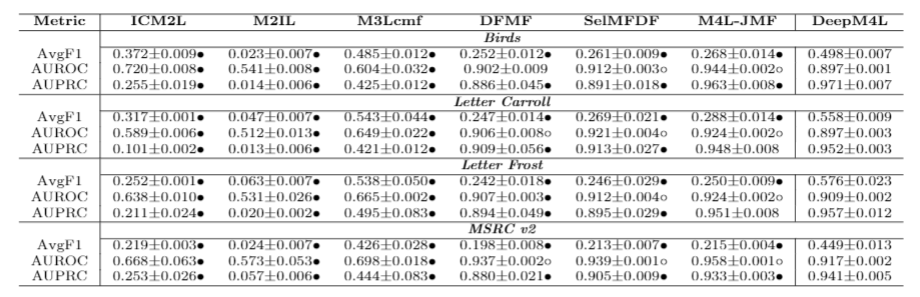 Metric ICM2L M2IL M3Lcmf DFMF SelMFDF M4L-JMF DeepM4L
Birds
AvgF1 0.372±0.009● 0.023±0.007● 0.485±0.012● 0.252±0.012● 0.261±0.009● 0.268±0.014● 0.498±0.007
AUROC 0.720±0.008● 0.541±0.008● 0.604±0.032● 0.902±0.009 0.912±0.003○ 0.944±0.002○ 0.897±0.001
AUPRC 0.255±0.019● 0.014±0.006● 0.425±0.012● 0.886±0.045● 0.891±0.018● 0.963±0.008● 0.971±0.007
Letter Carroll
AvgF1 0.317±0.001● 0.047±0.007● 0.543±0.044● 0.247±0.014● 0.269±0.021● 0.288±0.014● 0.558±0.009
AUROC 0.589±0.006● 0.512±0.013● 0.649±0.022● 0.906±0.008○ 0.921±0.004○ 0.924±0.002○ 0.897±0.003
AUPRC 0.101±0.002● 0.013±0.006● 0.421±0.012● 0.909±0.056● 0.913±0.027● 0.948±0.008 0.952±0.003
Letter Frost
AvgF1 0.252±0.001● 0.063±0.007● 0.538±0.050● 0.242±0.018● 0.246±0.029● 0.250±0.009● 0.576±0.023
AUROC 0.638±0.010● 0.531±0.026● 0.665±0.002● 0.907±0.003● 0.912±0.004○ 0.924±0.002○ 0.909±0.002
AUPRC 0.211±0.024● 0.020±0.002● 0.495±0.083● 0.894±0.049● 0.895±0.029● 0.951±0.008 0.957±0.012
MSRC v2
AvgF1 0.219±0.003● 0.024±0.007● 0.426±0.028● 0.198±0.008● 0.213±0.007● 0.215±0.004● 0.449±0.013
AUROC 0.668±0.063● 0.573±0.053● 0.698±0.018● 0.937±0.002○ 0.939±0.001○ 0.958±0.001○ 0.917±0.002
AUPRC 0.253±0.026● 0.057±0.006● 0.444±0.083● 0.880±0.021● 0.905±0.009● 0.933±0.003● 0.941±0.005